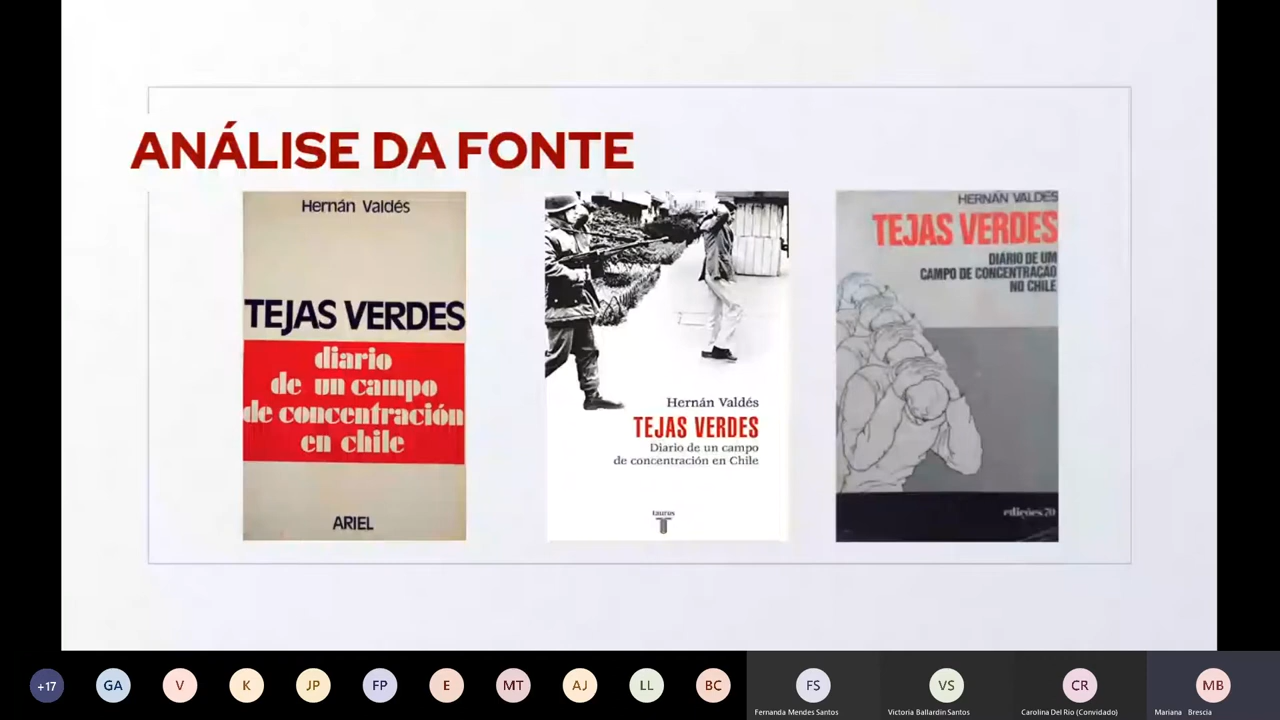 ANÁLISE DA FONTE
Hernán Valdés
TEJAS VERDES
diario
de un campo
de concentración
en chile
ARIEL
Hernán Valdés
TEJAS VERDES
Diario de un campo
de concentración en Chile
taurus
T
HERNÁN VALDÉS
TEJAS VERDES
DIÁRIO DE UM
CAMPO DE CONCENTRAÇÃO
NO CHILE
edições 70
+17
GA
V
K
JP
FP
E
MT
AJ
LL
BC
FS
VS
CR
MB
Fernanda Mendes Santos
Victoria Ballardin Santos
Carolina Del Rio (Convidado)
Mariana Brescia